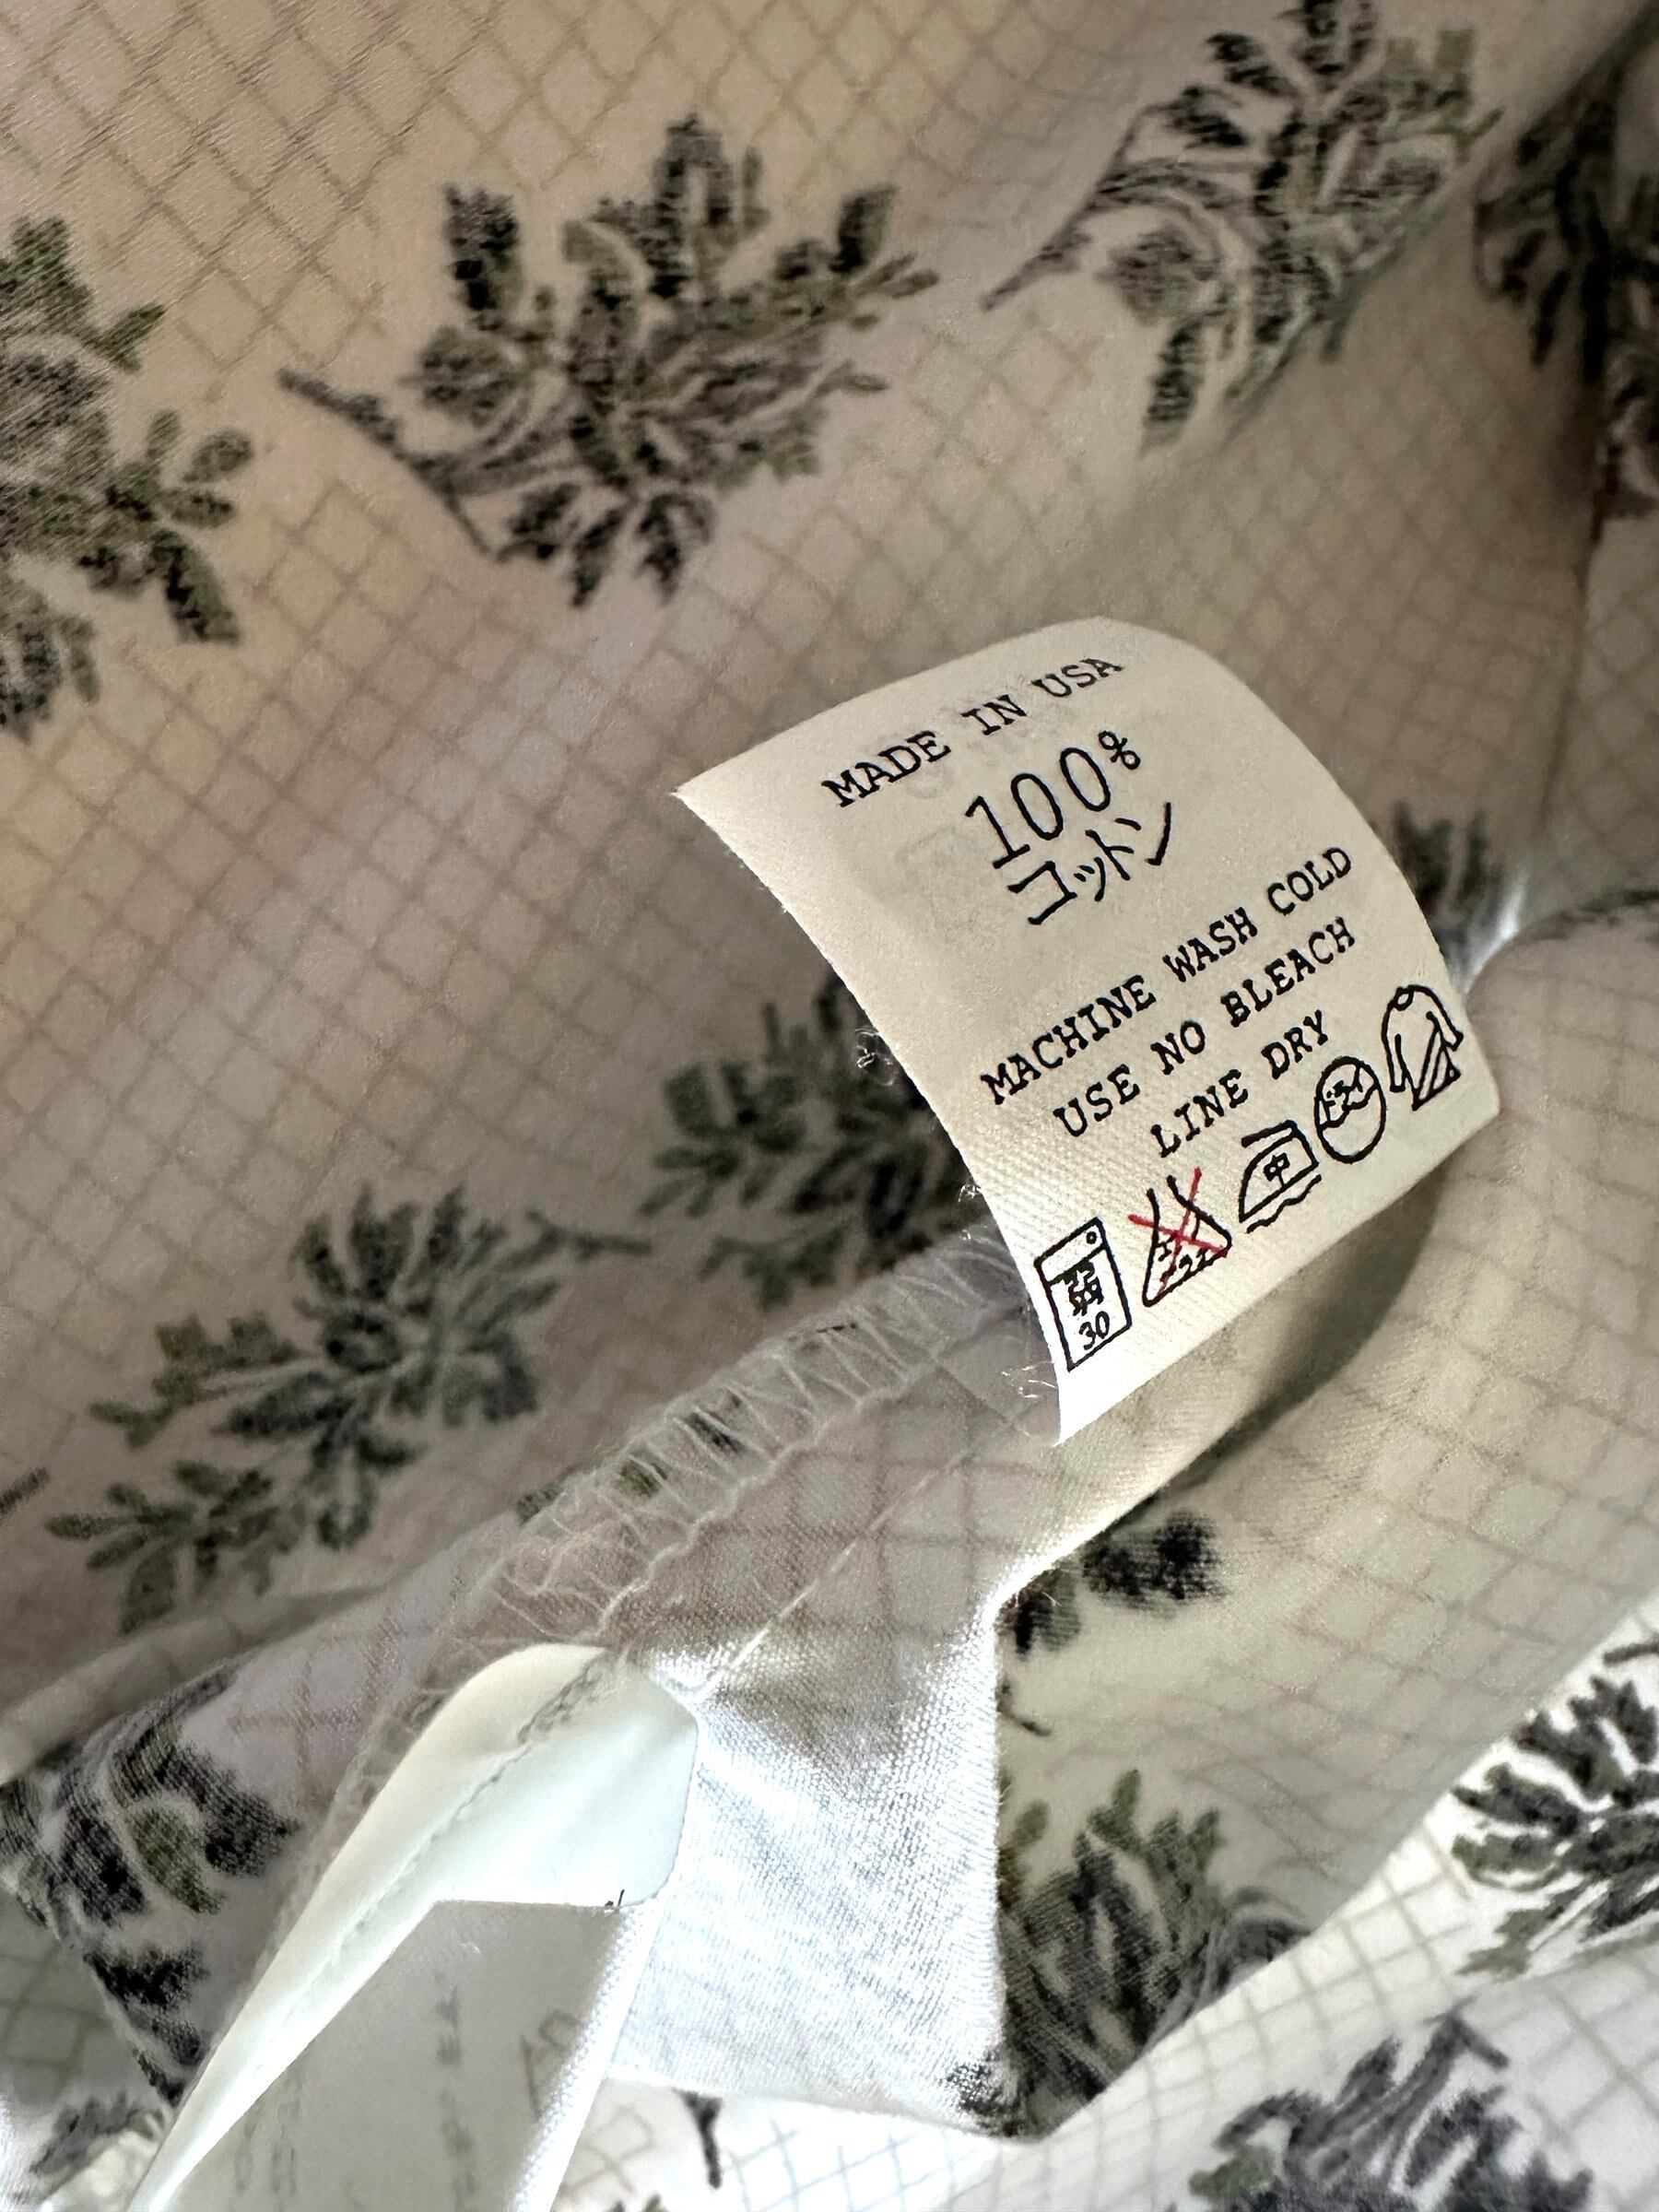 MADE IN USA
100%
コットン
MACHINE WASH COLD
USE NO BLEACH
LINE DRY
弱
30
中